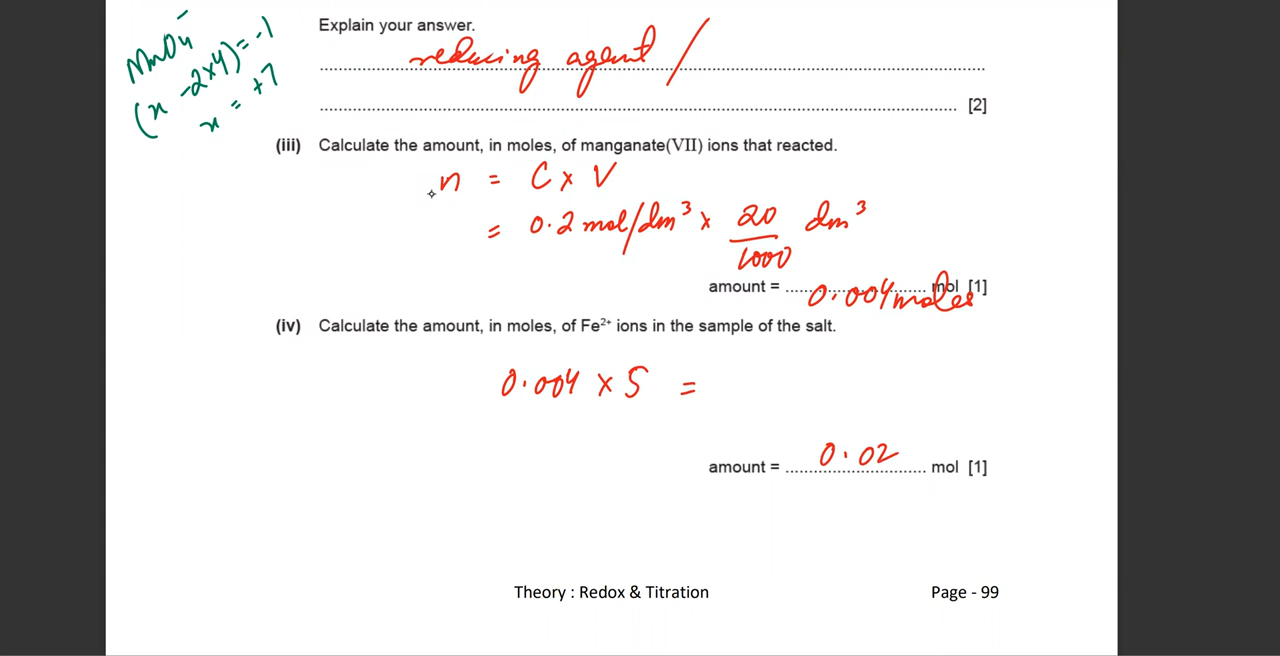 MnO4⁻
(x -2x4) = -1
x = +7
Explain your answer.
reducing agent /
[2]
(iii) Calculate the amount, in moles, of manganate(VII) ions that reacted.
n = C x V
= 0.2 mol/dm³ x 20/1000 dm³
amount = 0.004 moles mol [1]
(iv) Calculate the amount, in moles, of Fe²⁺ ions in the sample of the salt.
0.004 x 5 =
amount = 0.02 mol [1]
Theory : Redox & Titration Page - 99